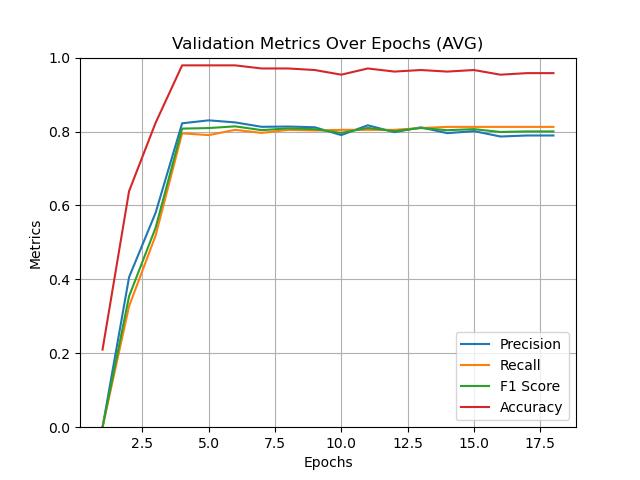 Validation Metrics Over Epochs (AVG)
1.0
0.8
0.6
0.4
0.2
0.0
Metrics
2.5 5.0 7.5 10.0 12.5 15.0 17.5
Epochs
Precision
Recall
F1 Score
Accuracy